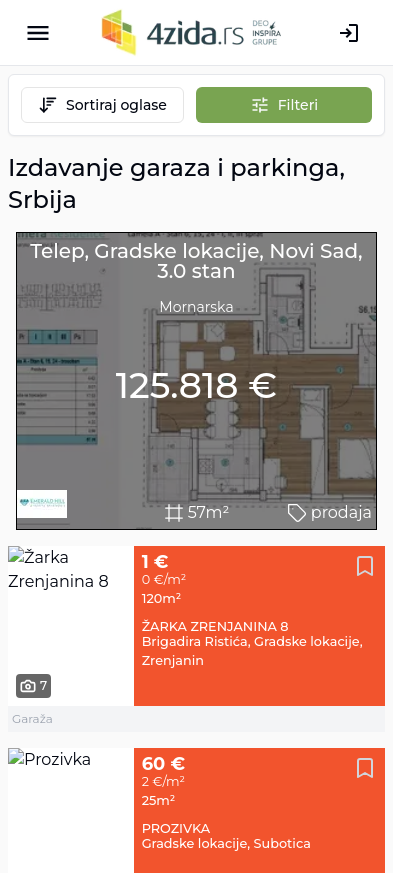 4zida.rs DEO INSPIRA GRUPE
Sortiraj oglase
Filteri
Izdavanje garaza i parkinga,
Srbija
Telep, Gradske lokacije, Novi Sad,
3.0 stan
Mornarska
125.818 €
57m²
prodaja
Žarka
Zrenjanina 8
7
1 €
0 €/m²
120m²
ŽARKA ZRENJANINA 8
Brigadira Ristića, Gradske lokacije,
Zrenjanin
Garaža
Prozivka
60 €
2 €/m²
25m²
PROZIVKA
Gradske lokacije, Subotica